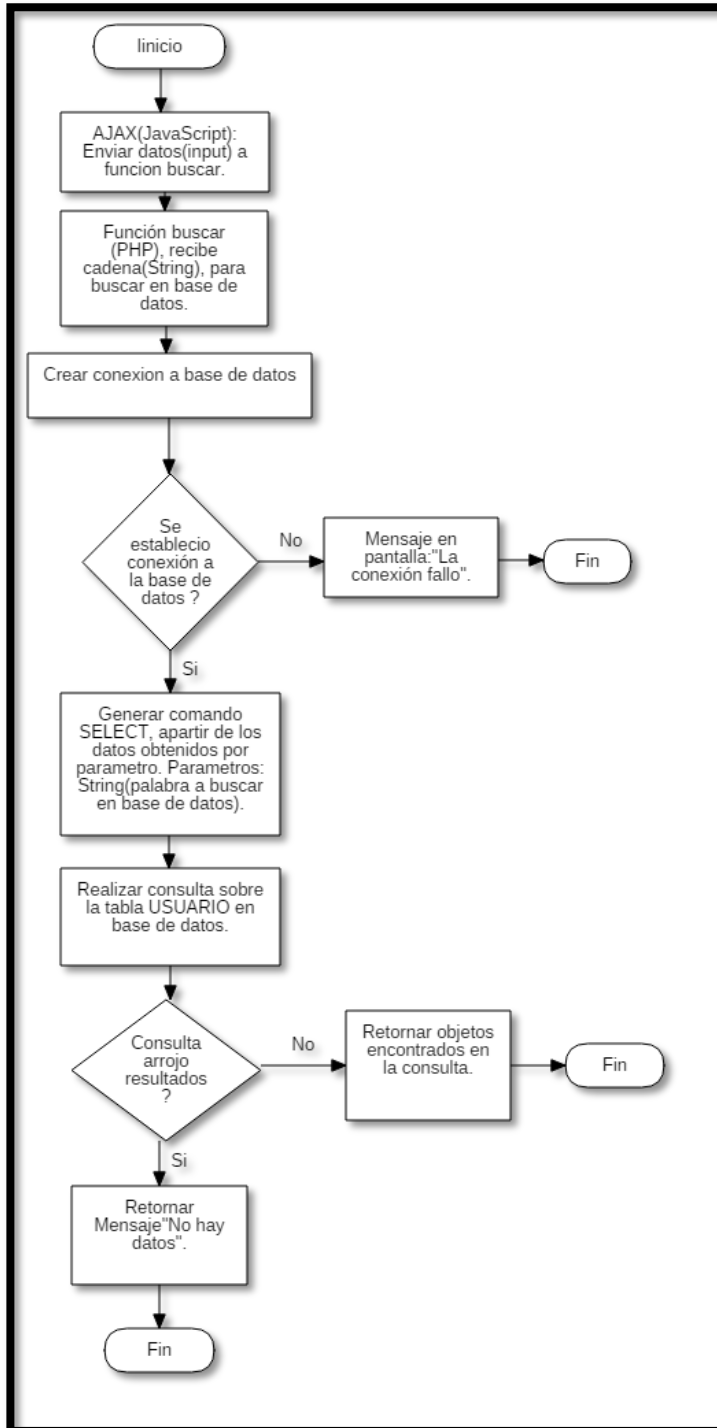 Iinicio
AJAX(JavaScript):
Enviar datos(input) a
funcion buscar.
Función buscar
(PHP), recibe
cadena(String), para
buscar en base de
datos.
Crear conexion a base de datos
Se
establecio
conexión a
la base de
datos ?
No
Mensaje en
pantalla:"La
conexión fallo".
Fin
Si
Generar comando
SELECT, apartir de los
datos obtenidos por
parametro. Parametros:
String(palabra a buscar
en base de datos).
Realizar consulta sobre
la tabla USUARIO en
base de datos.
Consulta
arrojo
resultados
?
No
Retornar objetos
encontrados en
la consulta.
Fin
Si
Retornar
Mensaje"No hay
datos".
Fin